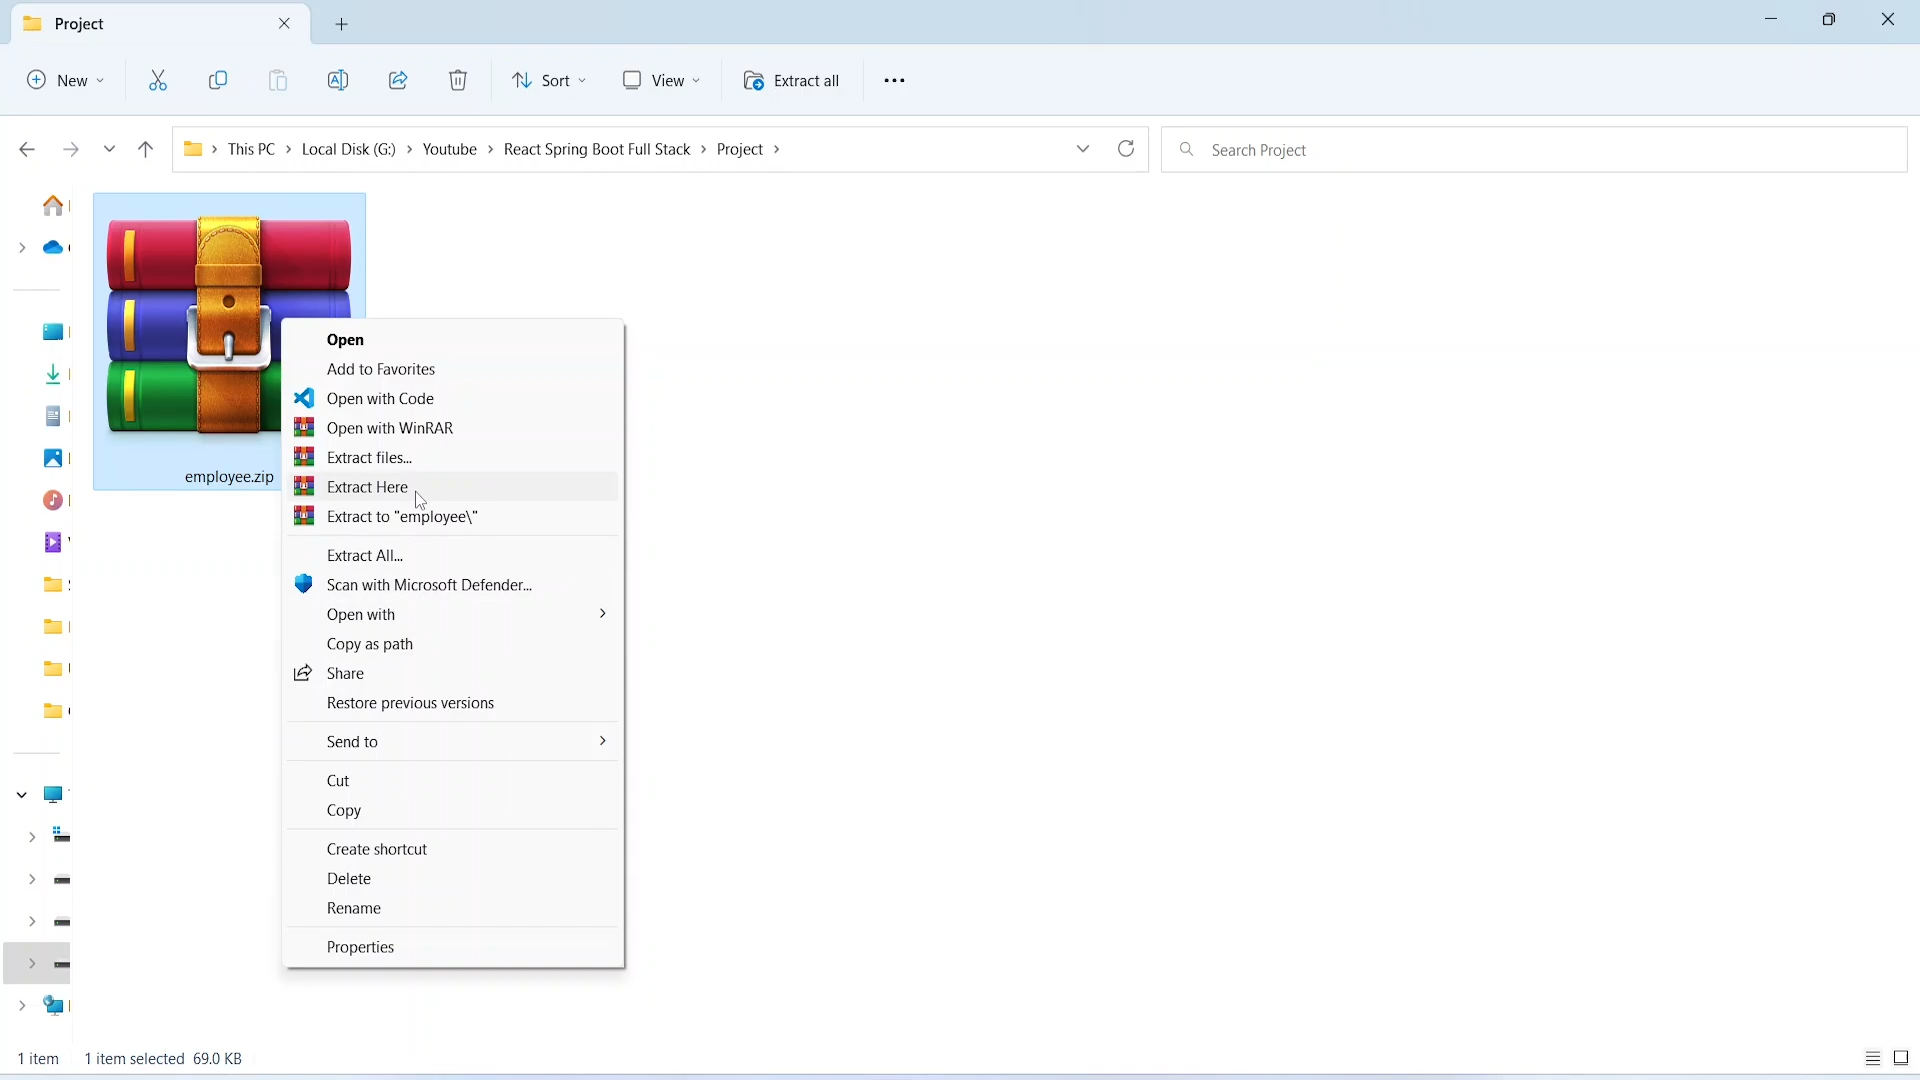 Project
New
Sort
View
Extract all
This PC
Local Disk (G:)
Youtube
React Spring Boot Full Stack
Project
Search Project
employee.zip
Open
Add to Favorites
Open with Code
Open with WinRAR
Extract files...
Extract Here
Extract to "employee\"
Extract All...
Scan with Microsoft Defender...
Open with
Copy as path
Share
Restore previous versions
Send to
Cut
Copy
Create shortcut
Delete
Rename
Properties
1 item
1 item selected 69.0 KB